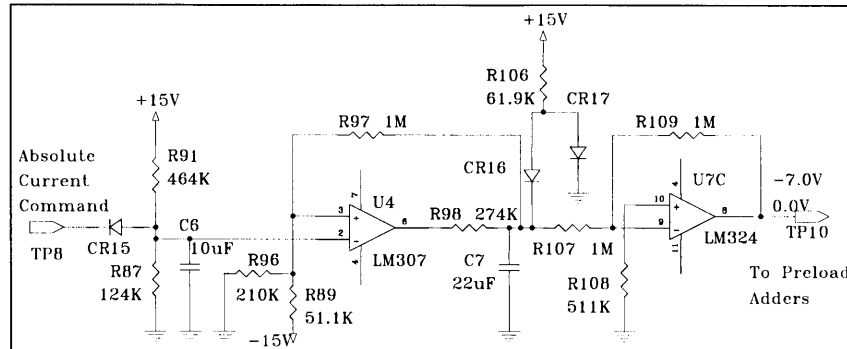 +15V
R106
61.9K
CR17
+15V
R97 1M
R109 1M
Absolute
Current
Command
R91
464K
CR16
7
U4
4
U7C
-7.0V
0.0V
3
+
6
R98 274K
10
+
8
TP8
CR15
C6
10uF
2
-
LM307
R107 1M
9
-
LM324
TP10
R87
124K
R96
210K
4
C7
22uF
R108
511K
11
To Preload
Adders
R89
51.1K
-15V